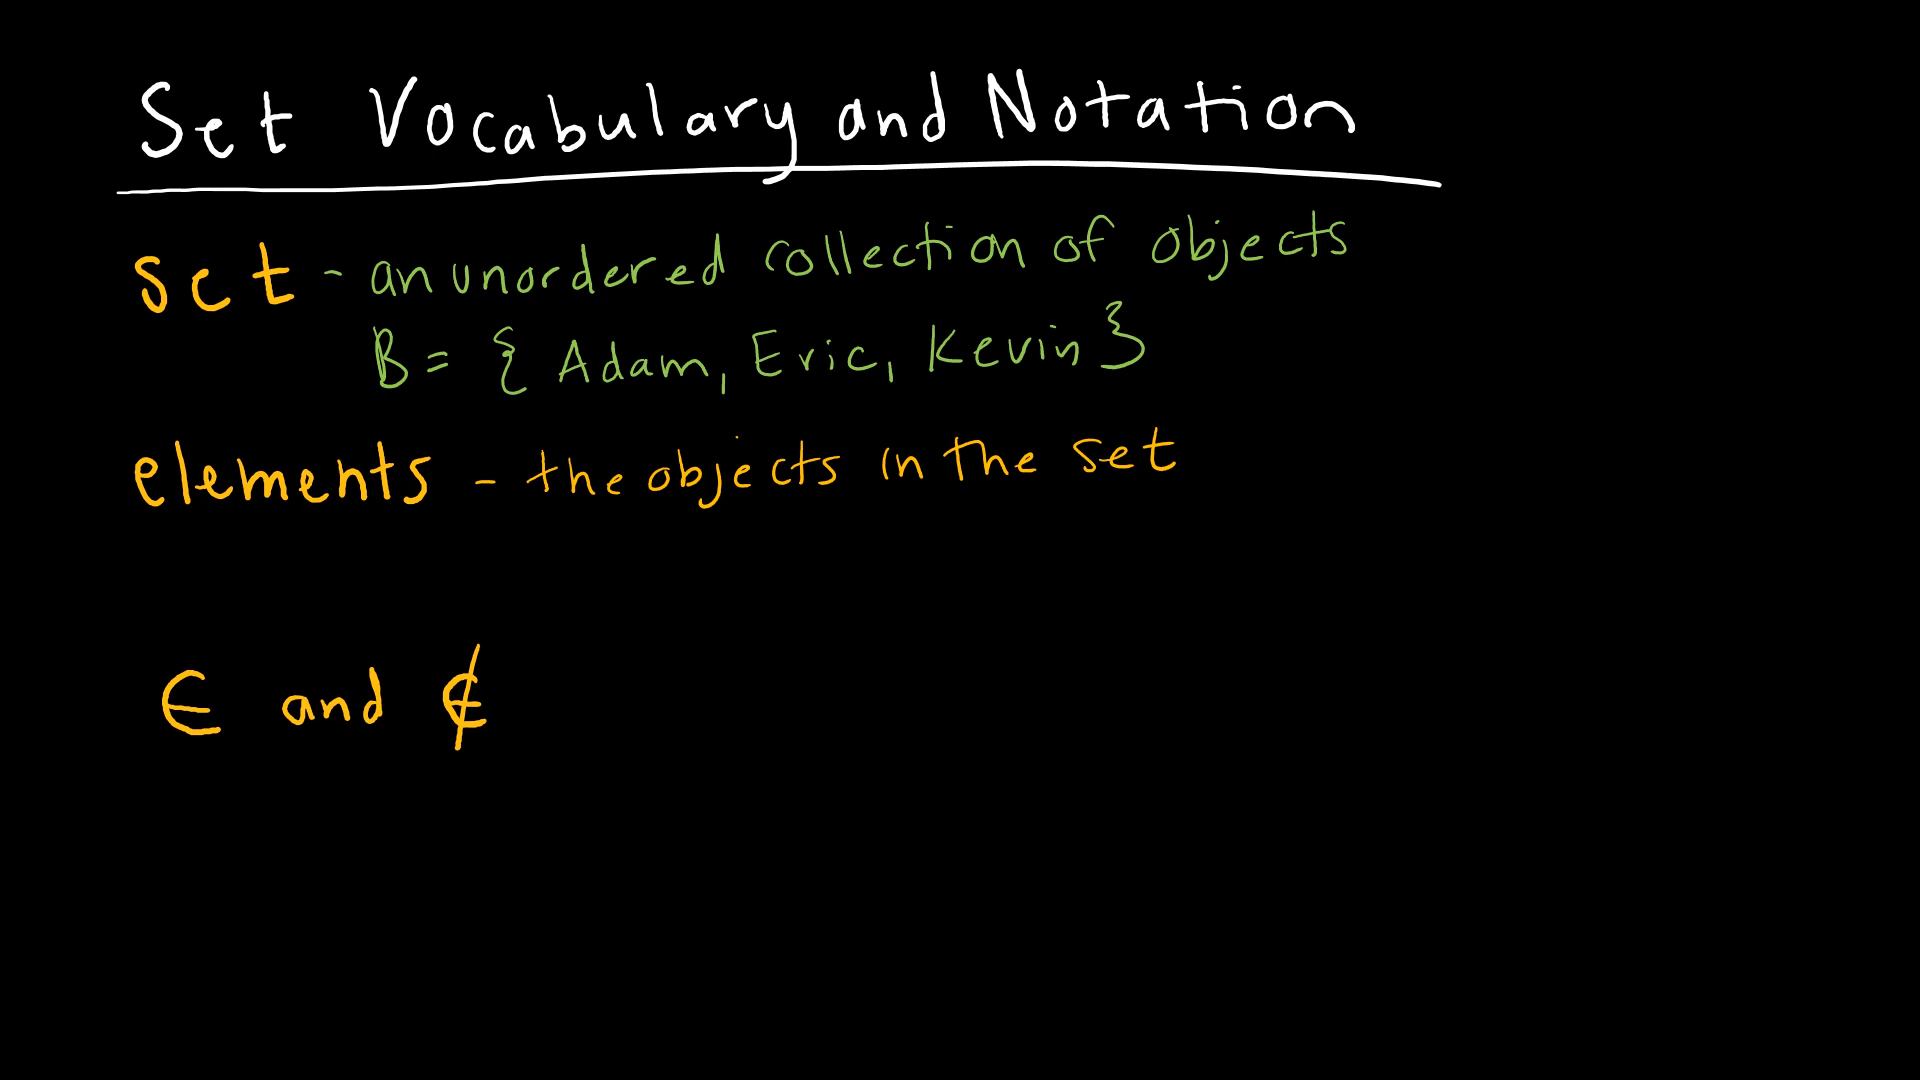 Set Vocabulary and Notation
set - an unordered collection of objects
B = { Adam, Eric, Kevin }
elements - the objects in the set
∈ and ∉